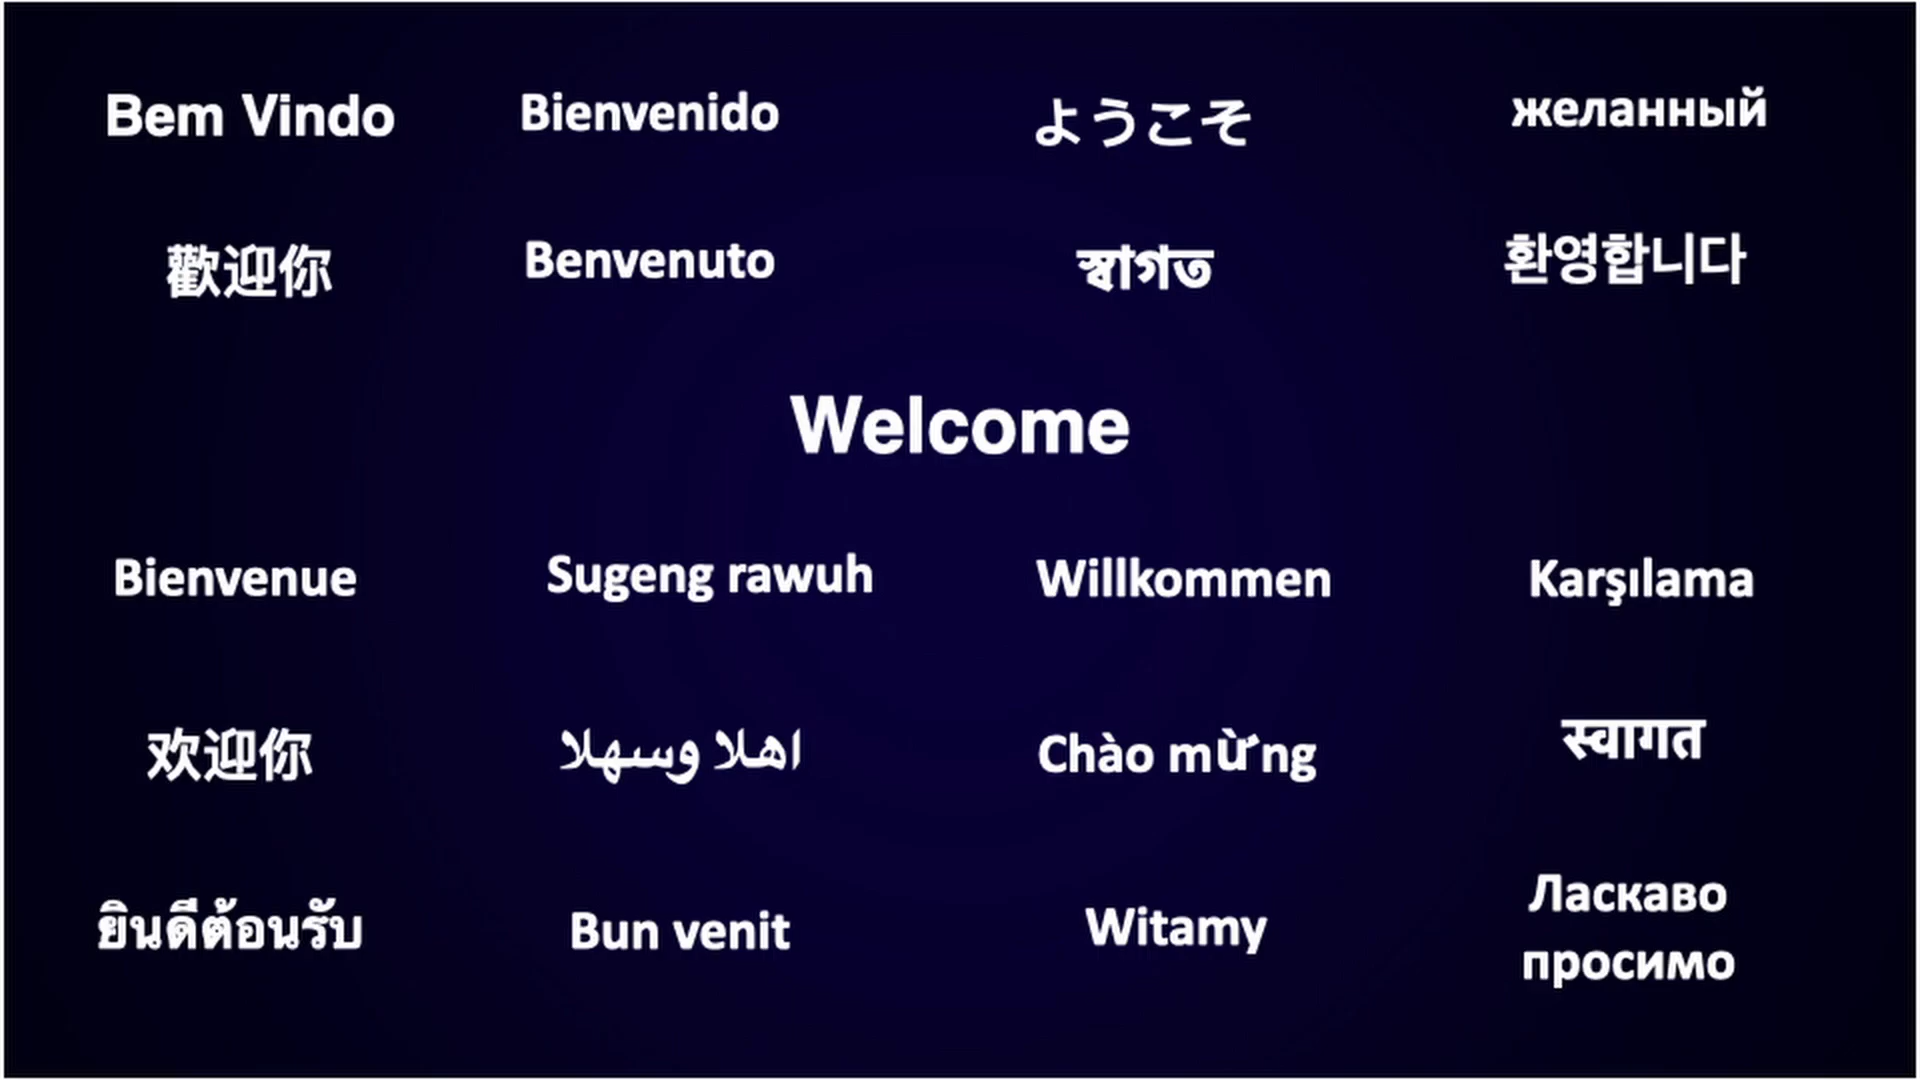 Bem Vindo
Bienvenido
ようこそ
желанный
歡迎你
Benvenuto
স্বাগত
환영합니다
Welcome
Bienvenue
Sugeng rawuh
Willkommen
Karşılama
欢迎你
اهلا وسهلا
Chào mừng
स्वागत
ยินดีต้อนรับ
Bun venit
Witamy
Ласкаво
просимо